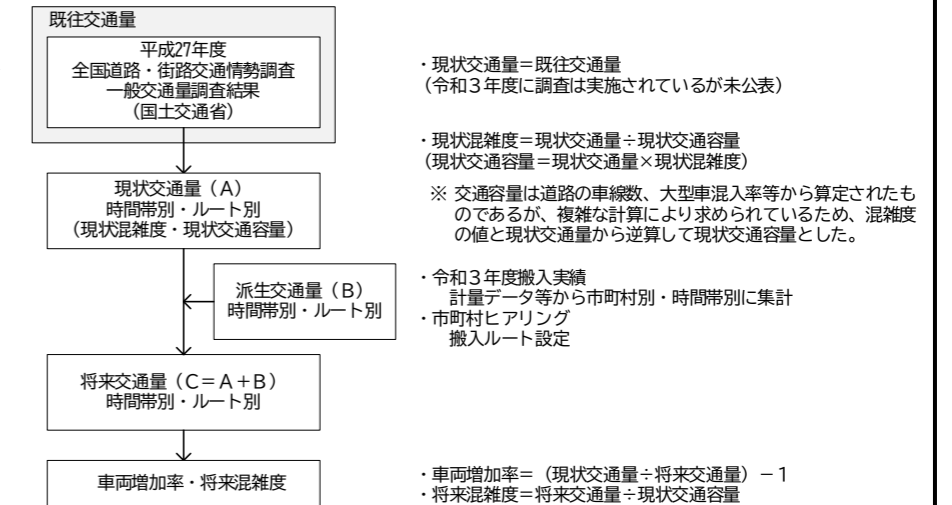 既往交通量
平成27年度
全国道路・街路交通情勢調査
一般交通量調査結果
(国土交通省)
・現状交通量=既往交通量
(令和3年度に調査は実施されているが未公表)
・現状混雑度=現状交通量÷現状交通容量
(現状交通容量=現状交通量×現状混雑度)
※ 交通容量は道路の車線数、大型車混入率等から算定されたも
のであるが、複雑な計算により求められているため、混雑度
の値と現状交通量から逆算して現状交通容量とした。
現状交通量(A)
時間帯別・ルート別
(現状混雑度・現状交通容量)
派生交通量(B)
時間帯別・ルート別
・令和3年度搬入実績
計量データ等から市町村別・時間帯別に集計
・市町村ヒアリング
搬入ルート設定
将来交通量(C=A+B)
時間帯別・ルート別
車両増加率・将来混雑度
・車両増加率=(現状交通量÷将来交通量)-1
・将来混雑度=将来交通量÷現状交通容量